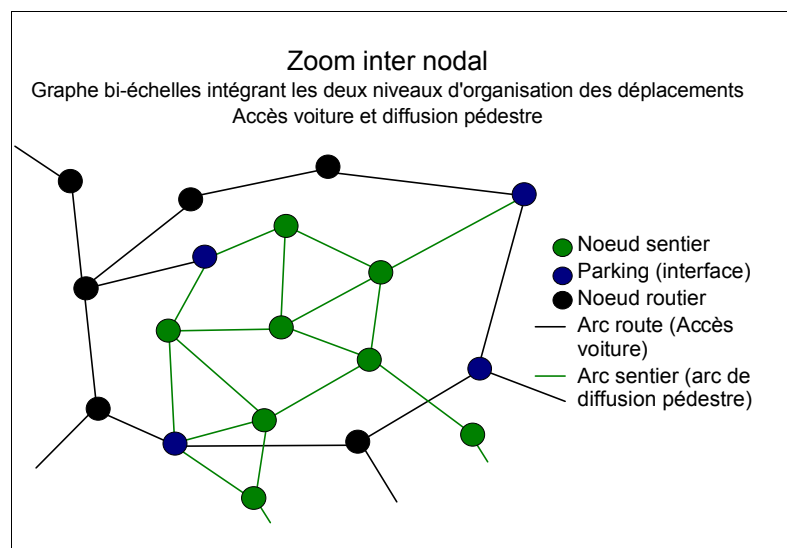 Zoom inter nodal
Graphe bi-échelles intégrant les deux niveaux d'organisation des déplacements
Accès voiture et diffusion pédestre
Noeud sentier
Parking (interface)
Noeud routier
Arc route (Accès
voiture)
Arc sentier (arc de
diffusion pédestre)